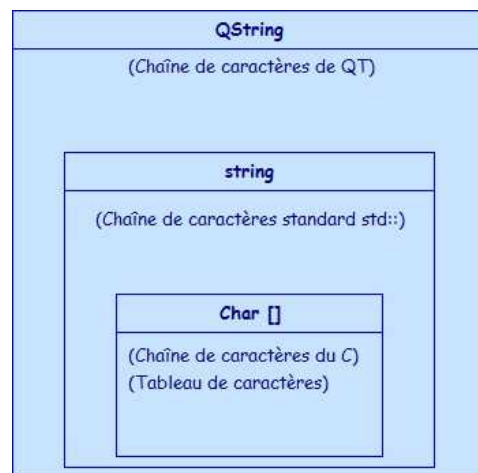 QString
(Chaîne de caractères de QT)
string
(Chaîne de caractères standard std::)
Char []
(Chaîne de caractères du C)
(Tableau de caractères)